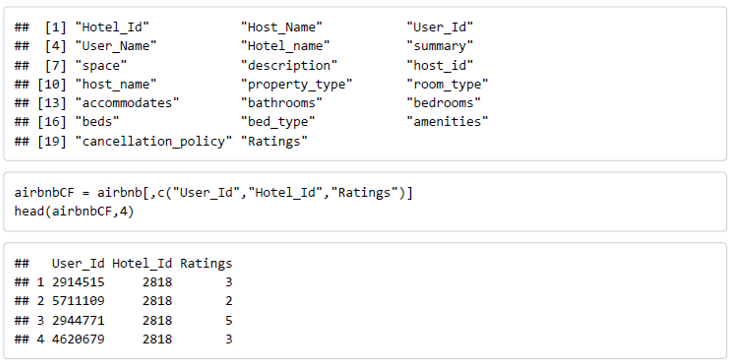 ##  [1] "Hotel_Id"            "Host_Name"           "User_Id"
##  [4] "User_Name"           "Hotel_name"          "summary"
##  [7] "space"               "description"         "host_id"
## [10] "host_name"           "property_type"       "room_type"
## [13] "accommodates"        "bathrooms"           "bedrooms"
## [16] "beds"                "bed_type"            "amenities"
## [19] "cancellation_policy" "Ratings"
airbnbCF = airbnb[,c("User_Id","Hotel_Id","Ratings")]
head(airbnbCF,4)
##   User_Id Hotel_Id Ratings
## 1 2914515     2818       3
## 2 5711109     2818       2
## 3 2944771     2818       5
## 4 4620679     2818       3